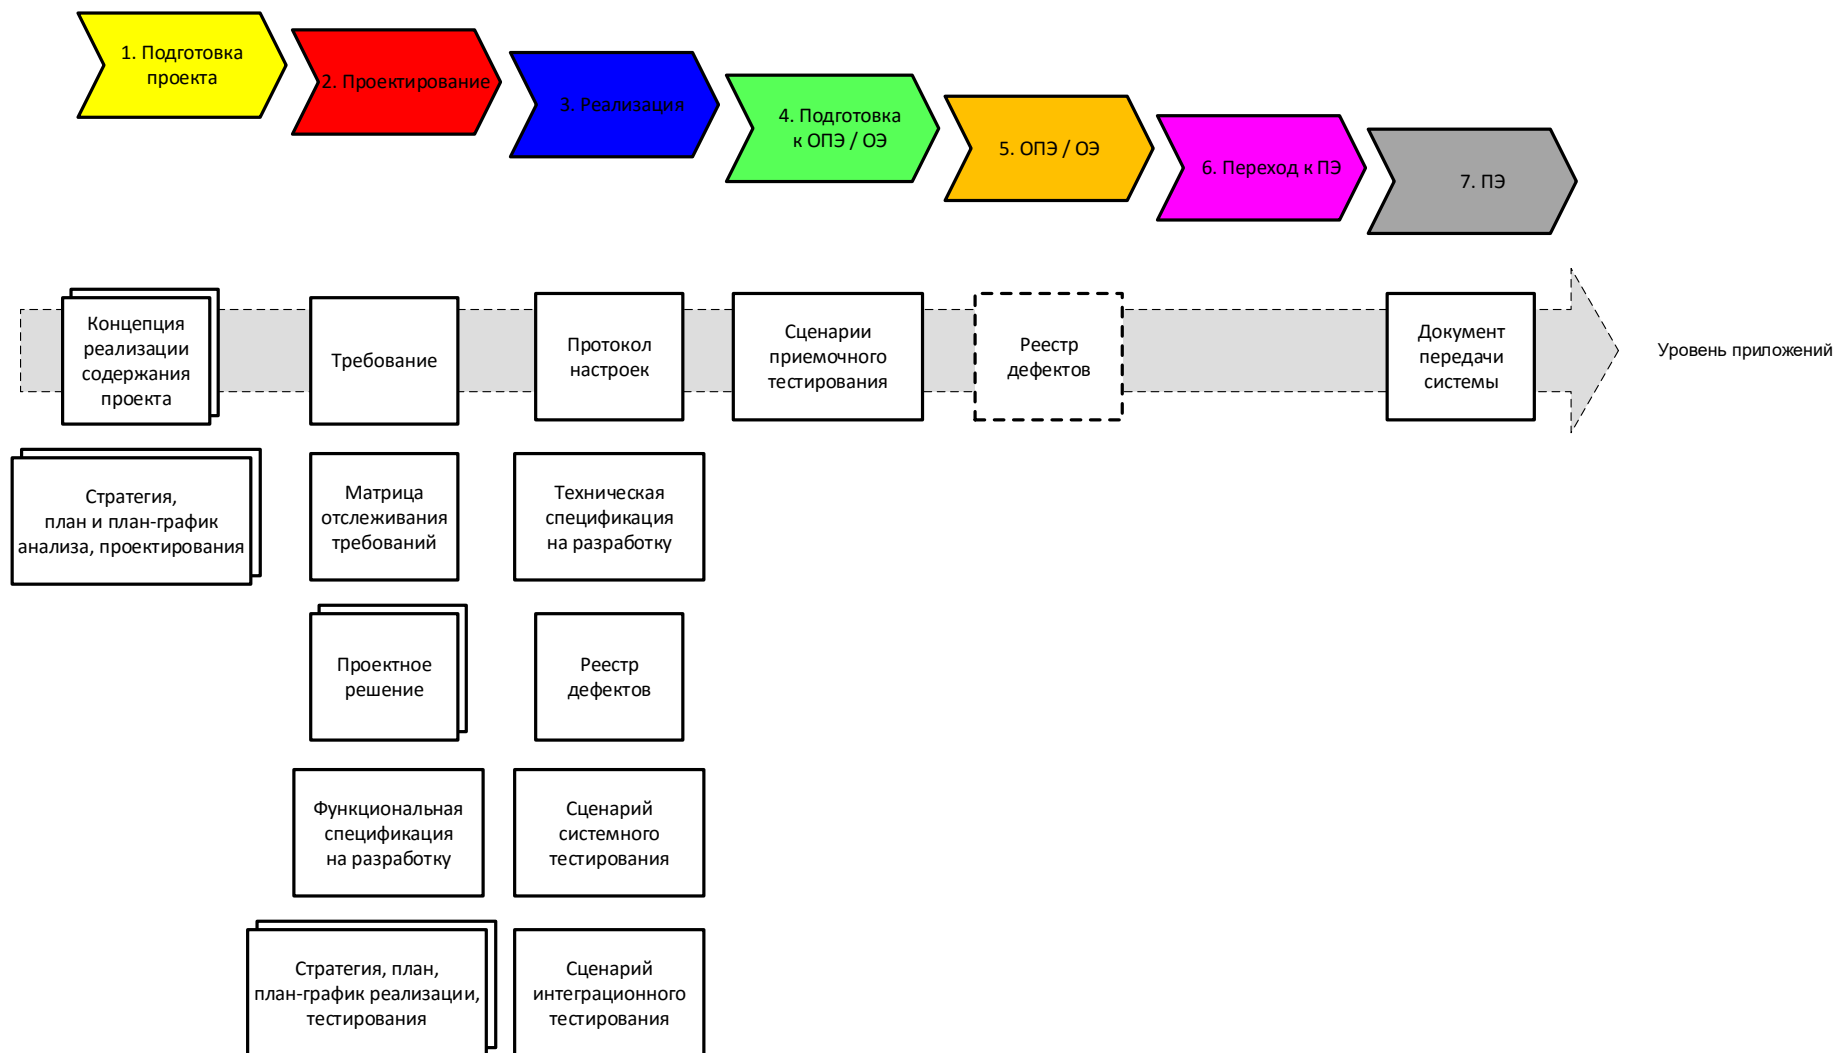 1. Подготовка
проекта
2. Проектирование
3. Реализация
4. Подготовка
к ОПЭ / ОЭ
5. ОПЭ / ОЭ
6. Переход к ПЭ
7. ПЭ
Концепция
реализации
содержания
проекта
Требование
Протокол
настроек
Сценарии
приемочного
тестирования
Реестр
дефектов
Документ
передачи
системы
Уровень приложений
Стратегия,
план и план-график
анализа, проектирования
Матрица
отслеживания
требований
Техническая
спецификация
на разработку
Проектное
решение
Реестр
дефектов
Функциональная
спецификация
на разработку
Сценарий
системного
тестирования
Стратегия, план,
план-график реализации,
тестирования
Сценарий
интеграционного
тестирования